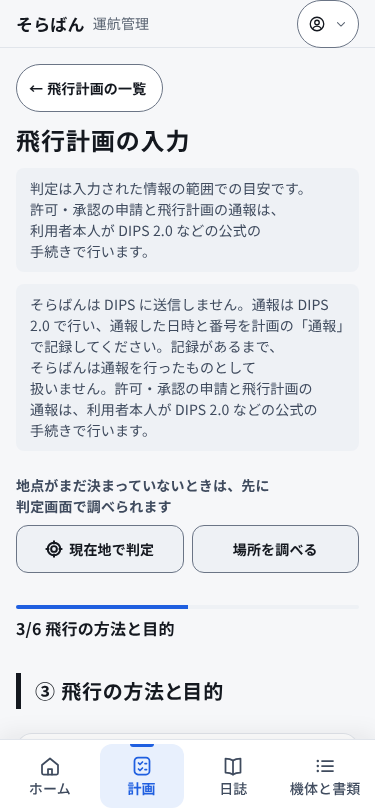 そらばん 運航管理
← 飛行計画の一覧
飛行計画の入力
判定は入力された情報の範囲での目安です。
許可・承認の申請と飛行計画の通報は、
利用者本人が DIPS 2.0 などの公式の
手続きで行います。
そらばんは DIPS に送信しません。通報は DIPS
2.0 で行い、通報した日時と番号を計画の「通報」
で記録してください。記録があるまで、
そらばんは通報を行ったものとして
扱いません。許可・承認の申請と飛行計画の
通報は、利用者本人が DIPS 2.0 などの公式の
手続きで行います。
地点がまだ決まっていないときは、先に
判定画面で調べられます
現在地で判定 場所を調べる
3/6 飛行の方法と目的
③ 飛行の方法と目的
ホーム 計画 日誌 機体と書類